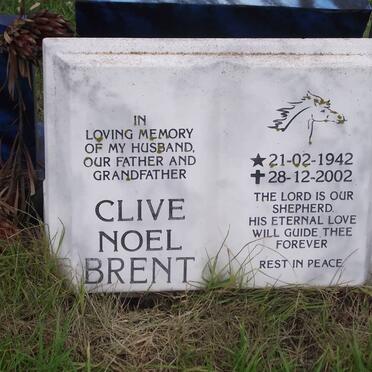 IN
LOVING MEMORY
OF MY HUSBAND,
OUR FATHER AND
GRANDFATHER
CLIVE
NOEL
BRENT
★ 21-02-1942
✝ 28-12-2002
THE LORD IS OUR
SHEPHERD.
HIS ETERNAL LOVE
WILL GUIDE THEE
FOREVER
REST IN PEACE